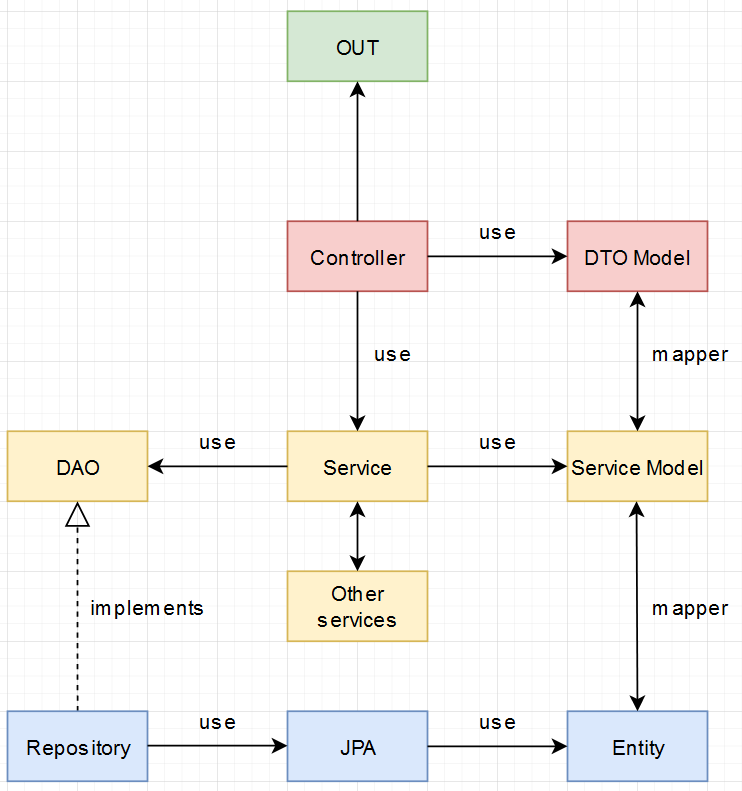 OUT
use
Controller
DTO Model
use
mapper
use
use
DAO
Service
Service Model
Other
services
implements
mapper
use
use
Repository
JPA
Entity